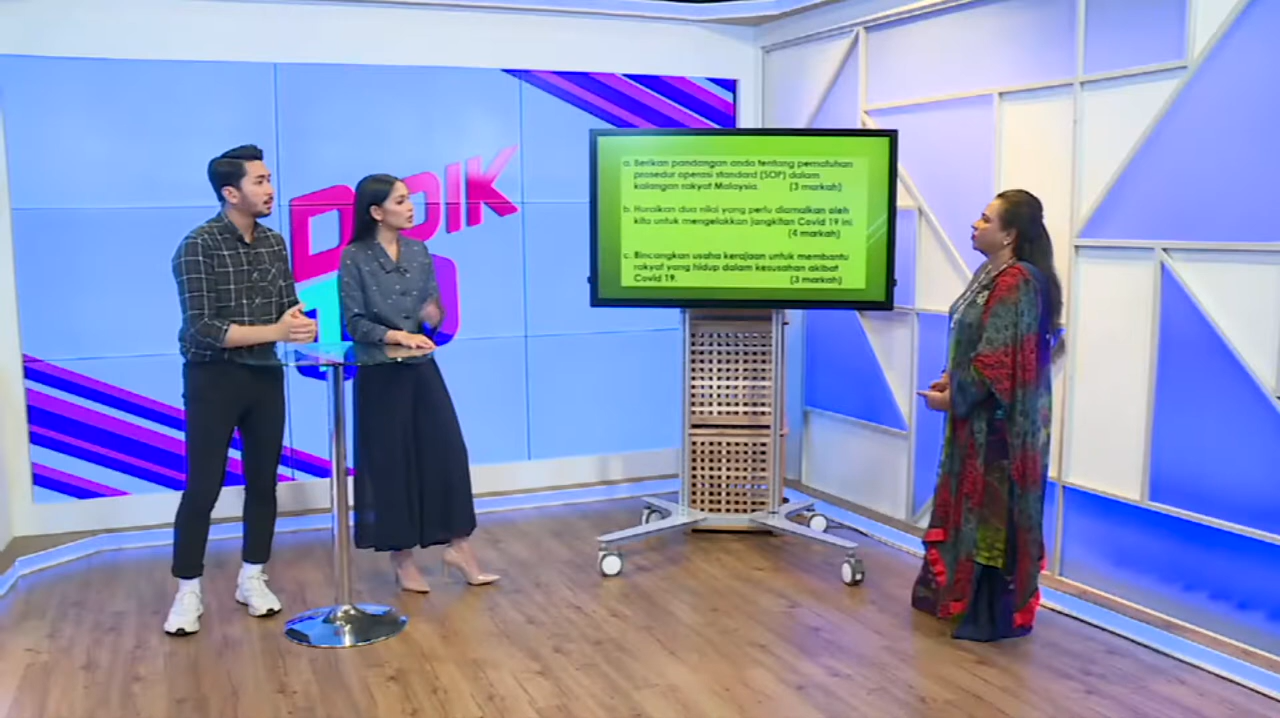 DIDIK
a. Berikan pandangan anda tentang pematuhan
prosedur operasi standard (SOP) dalam
kalangan rakyat Malaysia. (3 markah)
b. Huraikan dua nilai yang perlu diamalkan oleh
kita untuk mengelakkan jangkitan Covid 19 ini
(4 markah)
c. Bincangkan usaha kerajaan untuk membantu
rakyat yang hidup dalam kesusahan akibat
Covid 19. (3 markah)